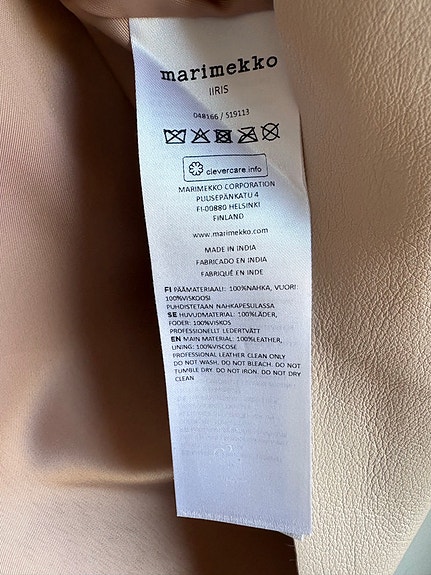 marimekko
IIRIS
048166 / 519113
clevercare.info
MARIMEKKO CORPORATION
PUUSEPÄNKATU 4
FI-00880 HELSINKI
FINLAND
www.marimekko.com
MADE IN INDIA
FABRICADO EN INDIA
FABRIQUÉ EN INDE
FI PÄÄMATERIAALI: 100%NAHKA, VUORI:
100%VISKOOSI
PUHDISTETAAN NAHKAPESULASSA
SE HUVUDMATERIAL: 100%LÄDER,
FODER: 100%VISKOS
PROFESSIONELLT LEDERTVÄTT
EN MAIN MATERIAL: 100%LEATHER,
LINING: 100%VISCOSE
PROFESSIONAL LEATHER CLEAN ONLY
DO NOT WASH. DO NOT BLEACH. DO NOT
TUMBLE DRY. DO NOT IRON. DO NOT DRY
CLEAN